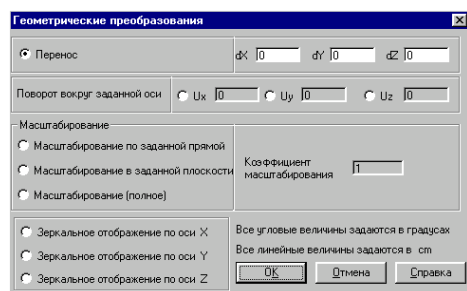 Геометрические преобразования
Перенос dX 0 dY 0 dZ 0
Поворот вокруг заданной оси Ux 0 Uy 0 Uz 0
Масштабирование
Масштабирование по заданной прямой
Масштабирование в заданной плоскости
Масштабирование (полное)
Коэффициент
масштабирования 1
Зеркальное отображение по оси X
Зеркальное отображение по оси Y
Зеркальное отображение по оси Z
Все угловые величины задаются в градусах
Все линейные величины задаются в cm
OK Отмена Справка